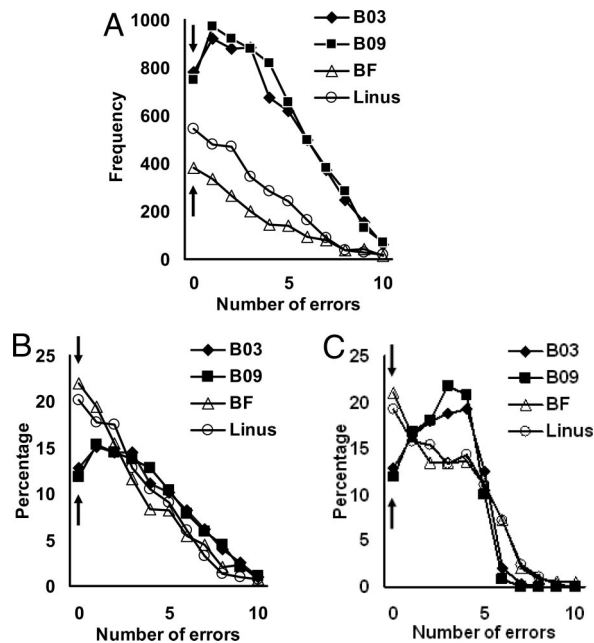 A
1000
800
600
400
200
0
Frequency
B03
B09
BF
Linus
0 5 10
Number of errors
B
25
20
15
10
5
0
Percentage
B03
B09
BF
Linus
0 5 10
Number of errors
C
25
20
15
10
5
0
Percentage
B03
B09
BF
Linus
0 5 10
Number of errors